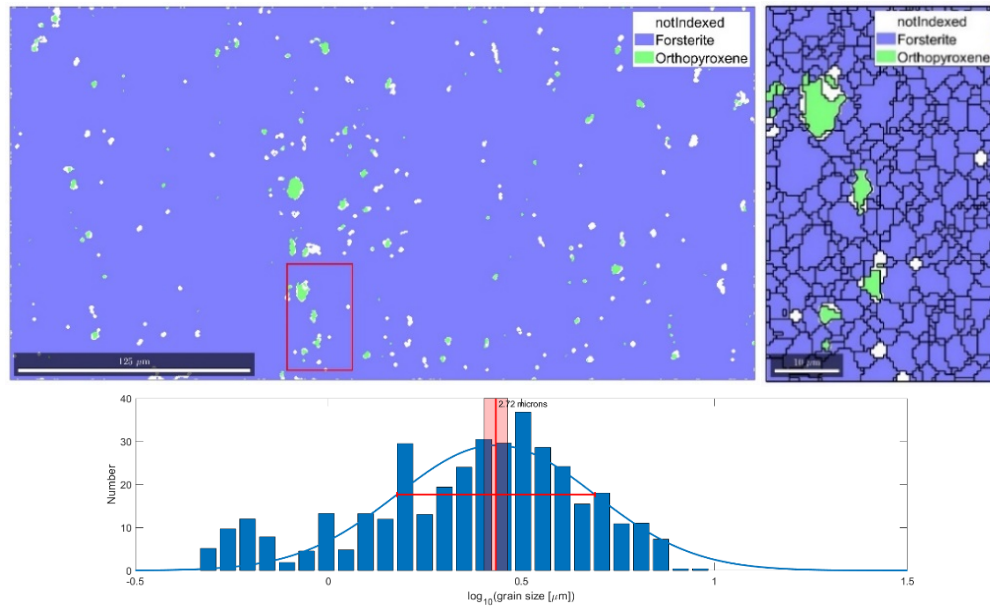 notIndexed
Forsterite
Orthopyroxene
125 μm
notIndexed
Forsterite
Orthopyroxene
10 μm
2.72 microns
40
30
20
10
0
Number
-0.5
0
0.5
1
1.5
log10(grain size [μm])